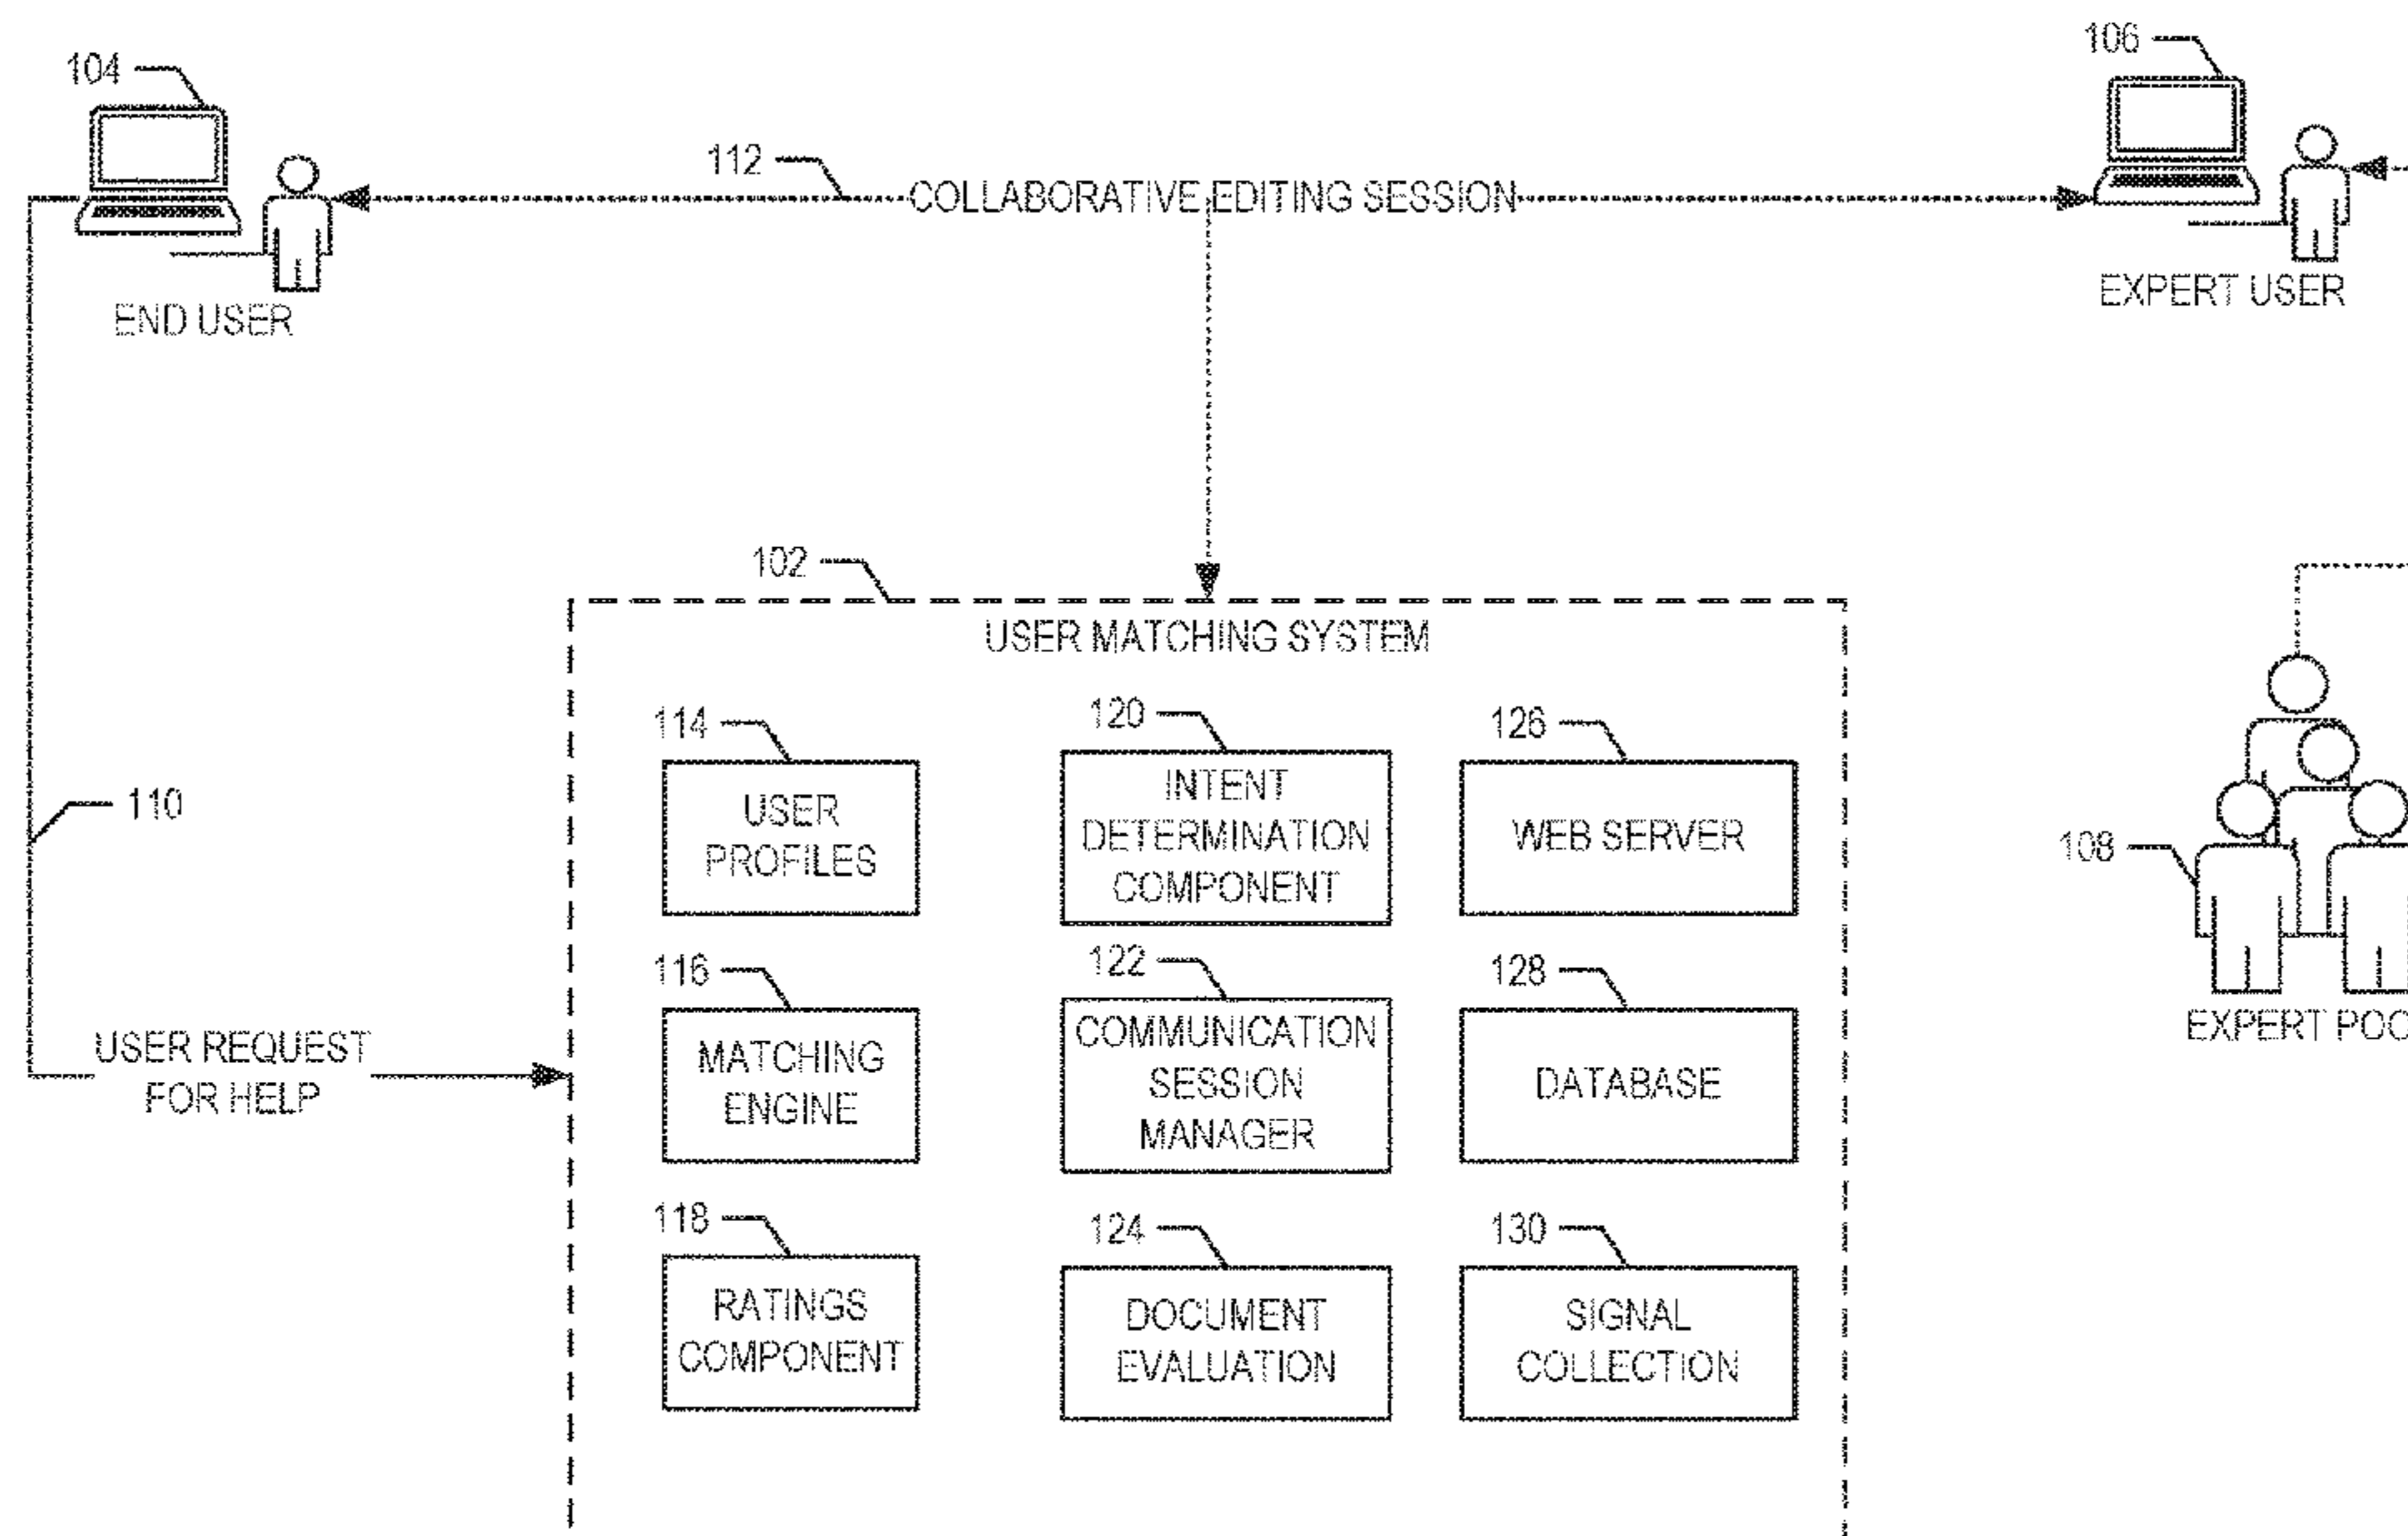 104
106
112
COLLABORATIVE EDITING SESSION
END USER
EXPERT USER
102
USER MATCHING SYSTEM
114
120
126
USER
PROFILES
INTENT
DETERMINATION
COMPONENT
WEB SERVER
110
108
116
122
128
MATCHING
ENGINE
COMMUNICATION
SESSION
MANAGER
DATABASE
EXPERT
USER REQUEST
FOR HELP
118
124
130
RATINGS
COMPONENT
DOCUMENT
EVALUATION
SIGNAL
COLLECTION